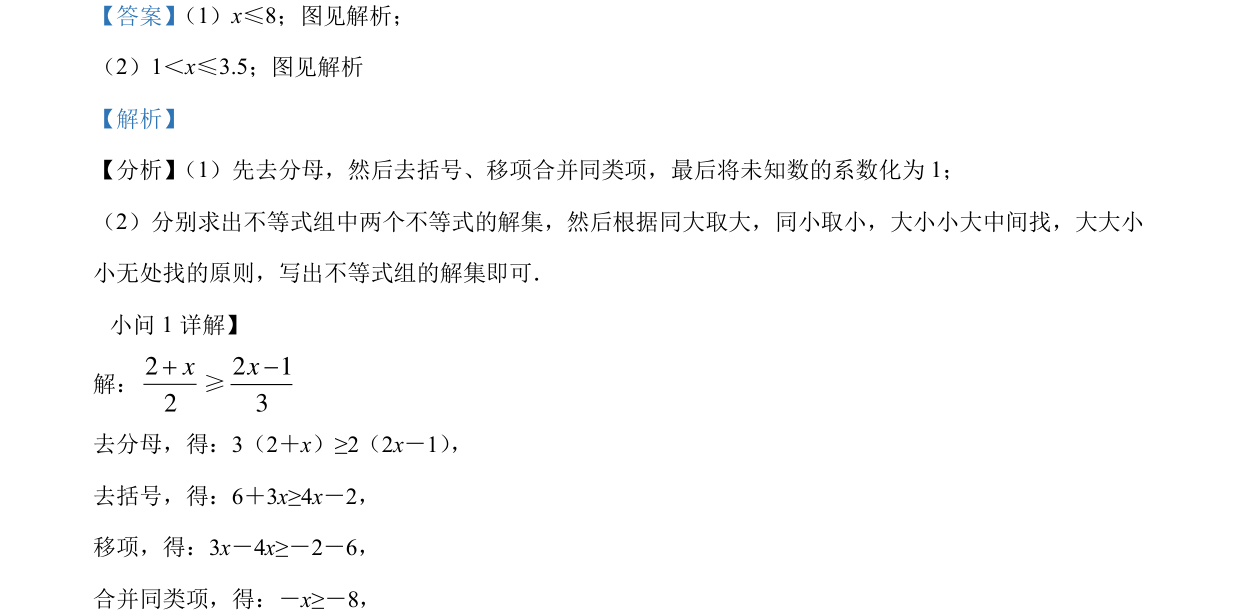 【答案】（1）x≤8；图见解析；
（2）1＜x≤3.5；图见解析
【解析】
【分析】（1）先去分母，然后去括号、移项合并同类项，最后将未知数的系数化为 1；
（2）分别求出不等式组中两个不等式的解集，然后根据同大取大，同小取小，大小小大中间找，大大小
小无处找的原则，写出不等式组的解集即可．
小问 1 详解】
解：(2+x)/2 ≥ (2x−1)/3
去分母，得：3（2＋x）≥2（2x－1），
去括号，得：6＋3x≥4x－2，
移项，得：3x－4x≥－2－6，
合并同类项，得：－x≥－8，